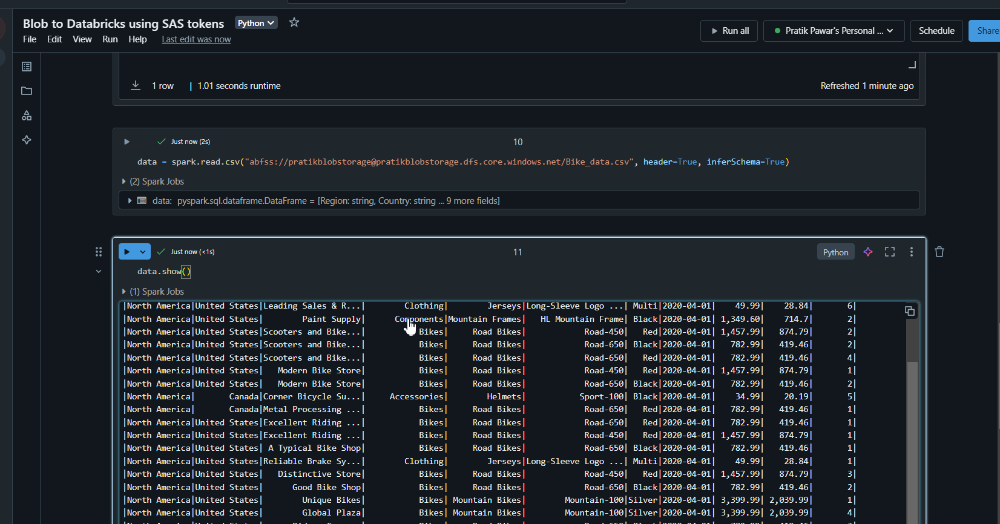 Blob to Databricks using SAS tokens Python
File Edit View Run Help Last edit was now
Run all Pratik Pawar's Personal ... Schedule Share
1 row | 1.01 seconds runtime Refreshed 1 minute ago
Just now (2s) 10
data = spark.read.csv("abfss://pratikblobstorage@pratikblobstorage.dfs.core.windows.net/Bike_data.csv", header=True, inferSchema=True)
(2) Spark Jobs
data: pyspark.sql.dataframe.DataFrame = [Region: string, Country: string ... 9 more fields]
Just now (<1s) 11 Python
data.show()
(1) Spark Jobs
|North America|United States|Leading Sales & R...| Clothing| Jerseys|Long-Sleeve Logo ...| Multi|2020-04-01| 49.99| 28.84| 6|
|North America|United States| Paint Supply| Components|Mountain Frames| HL Mountain Frame| Black|2020-04-01| 1,349.60| 714.7| 2|
|North America|United States|Scooters and Bike...| Bikes| Road Bikes| Road-450| Red|2020-04-01| 1,457.99| 874.79| 2|
|North America|United States|Scooters and Bike...| Bikes| Road Bikes| Road-650| Black|2020-04-01| 782.99| 419.46| 2|
|North America|United States|Scooters and Bike...| Bikes| Road Bikes| Road-650| Red|2020-04-01| 782.99| 419.46| 4|
|North America|United States| Modern Bike Store| Bikes| Road Bikes| Road-450| Red|2020-04-01| 1,457.99| 874.79| 1|
|North America|United States| Modern Bike Store| Bikes| Road Bikes| Road-650| Black|2020-04-01| 782.99| 419.46| 2|
|North America| Canada|Corner Bicycle Su...| Accessories| Helmets| Sport-100| Black|2020-04-01| 34.99| 20.19| 5|
|North America| Canada|Metal Processing ...| Bikes| Road Bikes| Road-650| Red|2020-04-01| 782.99| 419.46| 1|
|North America|United States|Excellent Riding ...| Bikes| Road Bikes| Road-650| Red|2020-04-01| 782.99| 419.46| 1|
|North America|United States|Excellent Riding ...| Bikes| Road Bikes| Road-450| Red|2020-04-01| 1,457.99| 874.79| 1|
|North America|United States| A Typical Bike Shop| Bikes| Road Bikes| Road-650| Black|2020-04-01| 782.99| 419.46| 1|
|North America|United States|Reliable Brake Sy...| Clothing| Jerseys|Long-Sleeve Logo ...| Multi|2020-04-01| 49.99| 28.84| 1|
|North America|United States| Distinctive Store| Bikes| Road Bikes| Road-450| Red|2020-04-01| 1,457.99| 874.79| 3|
|North America|United States| Good Bike Shop| Bikes| Road Bikes| Road-650| Black|2020-04-01| 782.99| 419.46| 2|
|North America|United States| Unique Bikes| Bikes| Mountain Bikes| Mountain-100|Silver|2020-04-01| 3,399.99| 2,039.99| 1|
|North America|United States| Global Plaza| Bikes| Mountain Bikes| Mountain-100|Silver|2020-04-01| 3,399.99| 2,039.99| 4|